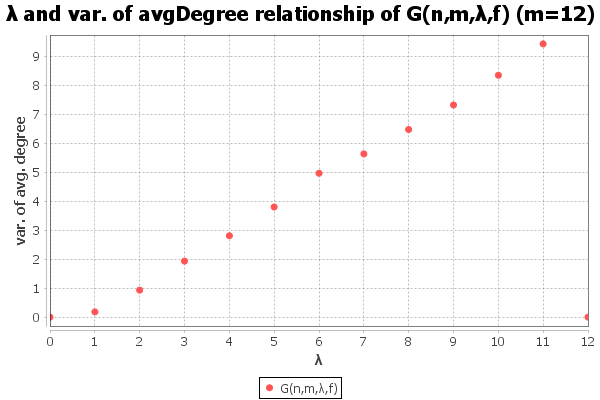 λ and var. of avgDegree relationship of G(n,m,λ,f) (m=12)
var. of avg. degree
9
8
7
6
5
4
3
2
1
0
0 1 2 3 4 5 6 7 8 9 10 11 12
λ
G(n,m,λ,f)